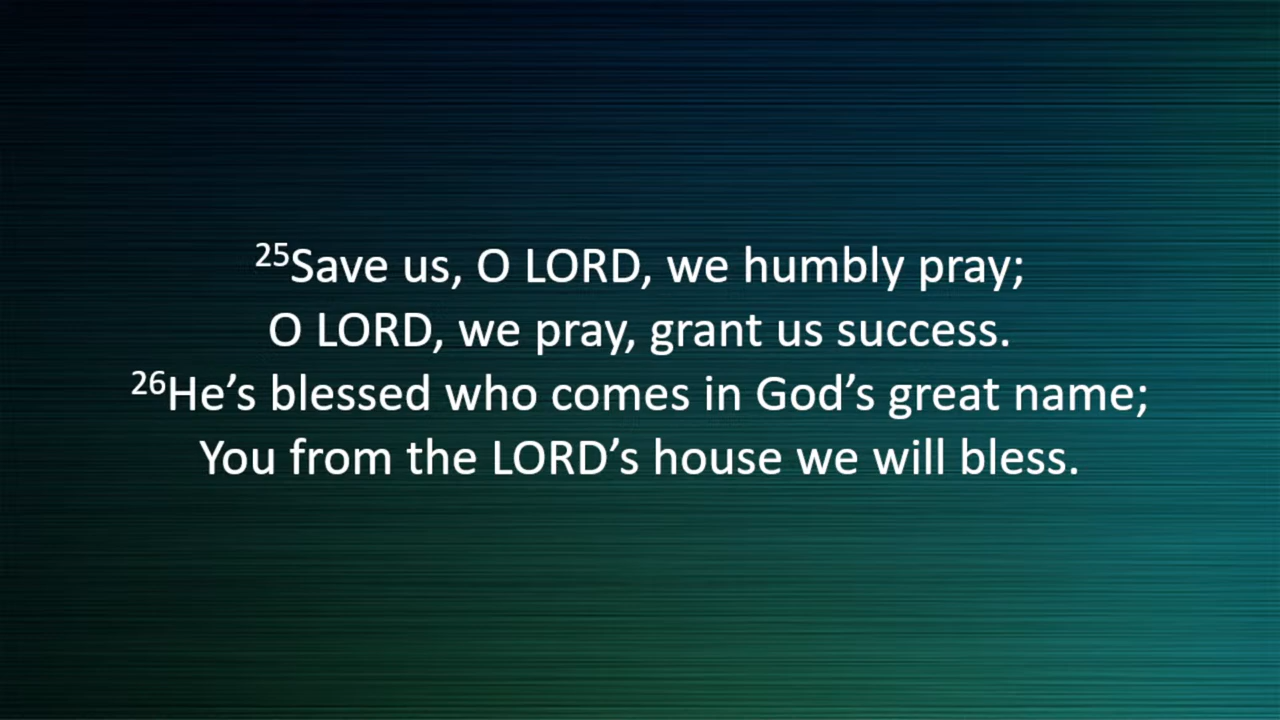 ²⁵Save us, O LORD, we humbly pray;
O LORD, we pray, grant us success.
²⁶He’s blessed who comes in God’s great name;
You from the LORD’s house we will bless.